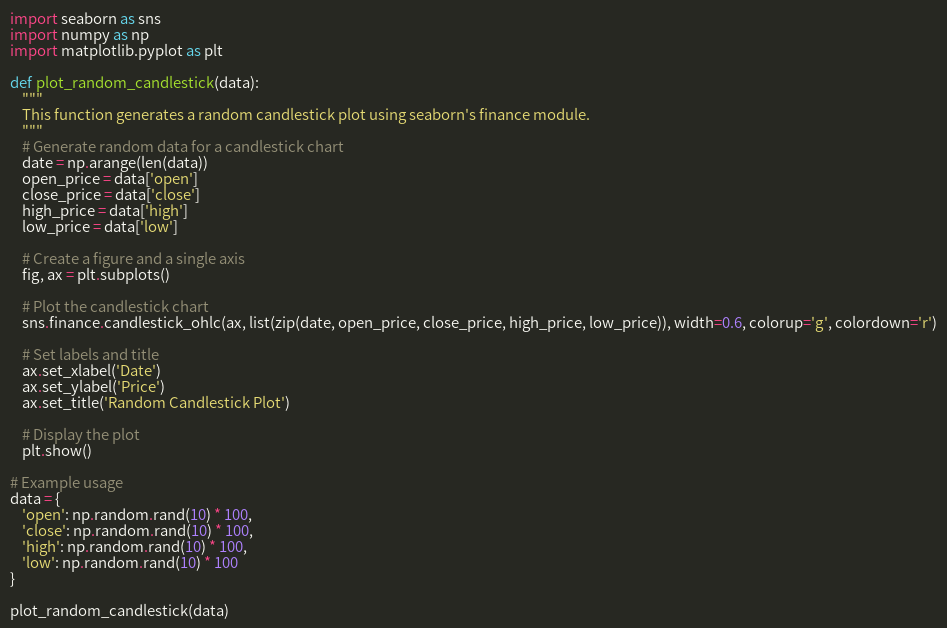 import seaborn as sns
import numpy as np
import matplotlib.pyplot as plt

def plot_random_candlestick(data):
    """
    This function generates a random candlestick plot using seaborn's finance module.
    """
    # Generate random data for a candlestick chart
    date = np.arange(len(data))
    open_price = data['open']
    close_price = data['close']
    high_price = data['high']
    low_price = data['low']

    # Create a figure and a single axis
    fig, ax = plt.subplots()

    # Plot the candlestick chart
    sns.finance.candlestick_ohlc(ax, list(zip(date, open_price, close_price, high_price, low_price)), width=0.6, colorup='g', colordown='r')

    # Set labels and title
    ax.set_xlabel('Date')
    ax.set_ylabel('Price')
    ax.set_title('Random Candlestick Plot')

    # Display the plot
    plt.show()

# Example usage
data = {
    'open': np.random.rand(10) * 100,
    'close': np.random.rand(10) * 100,
    'high': np.random.rand(10) * 100,
    'low': np.random.rand(10) * 100
}

plot_random_candlestick(data)